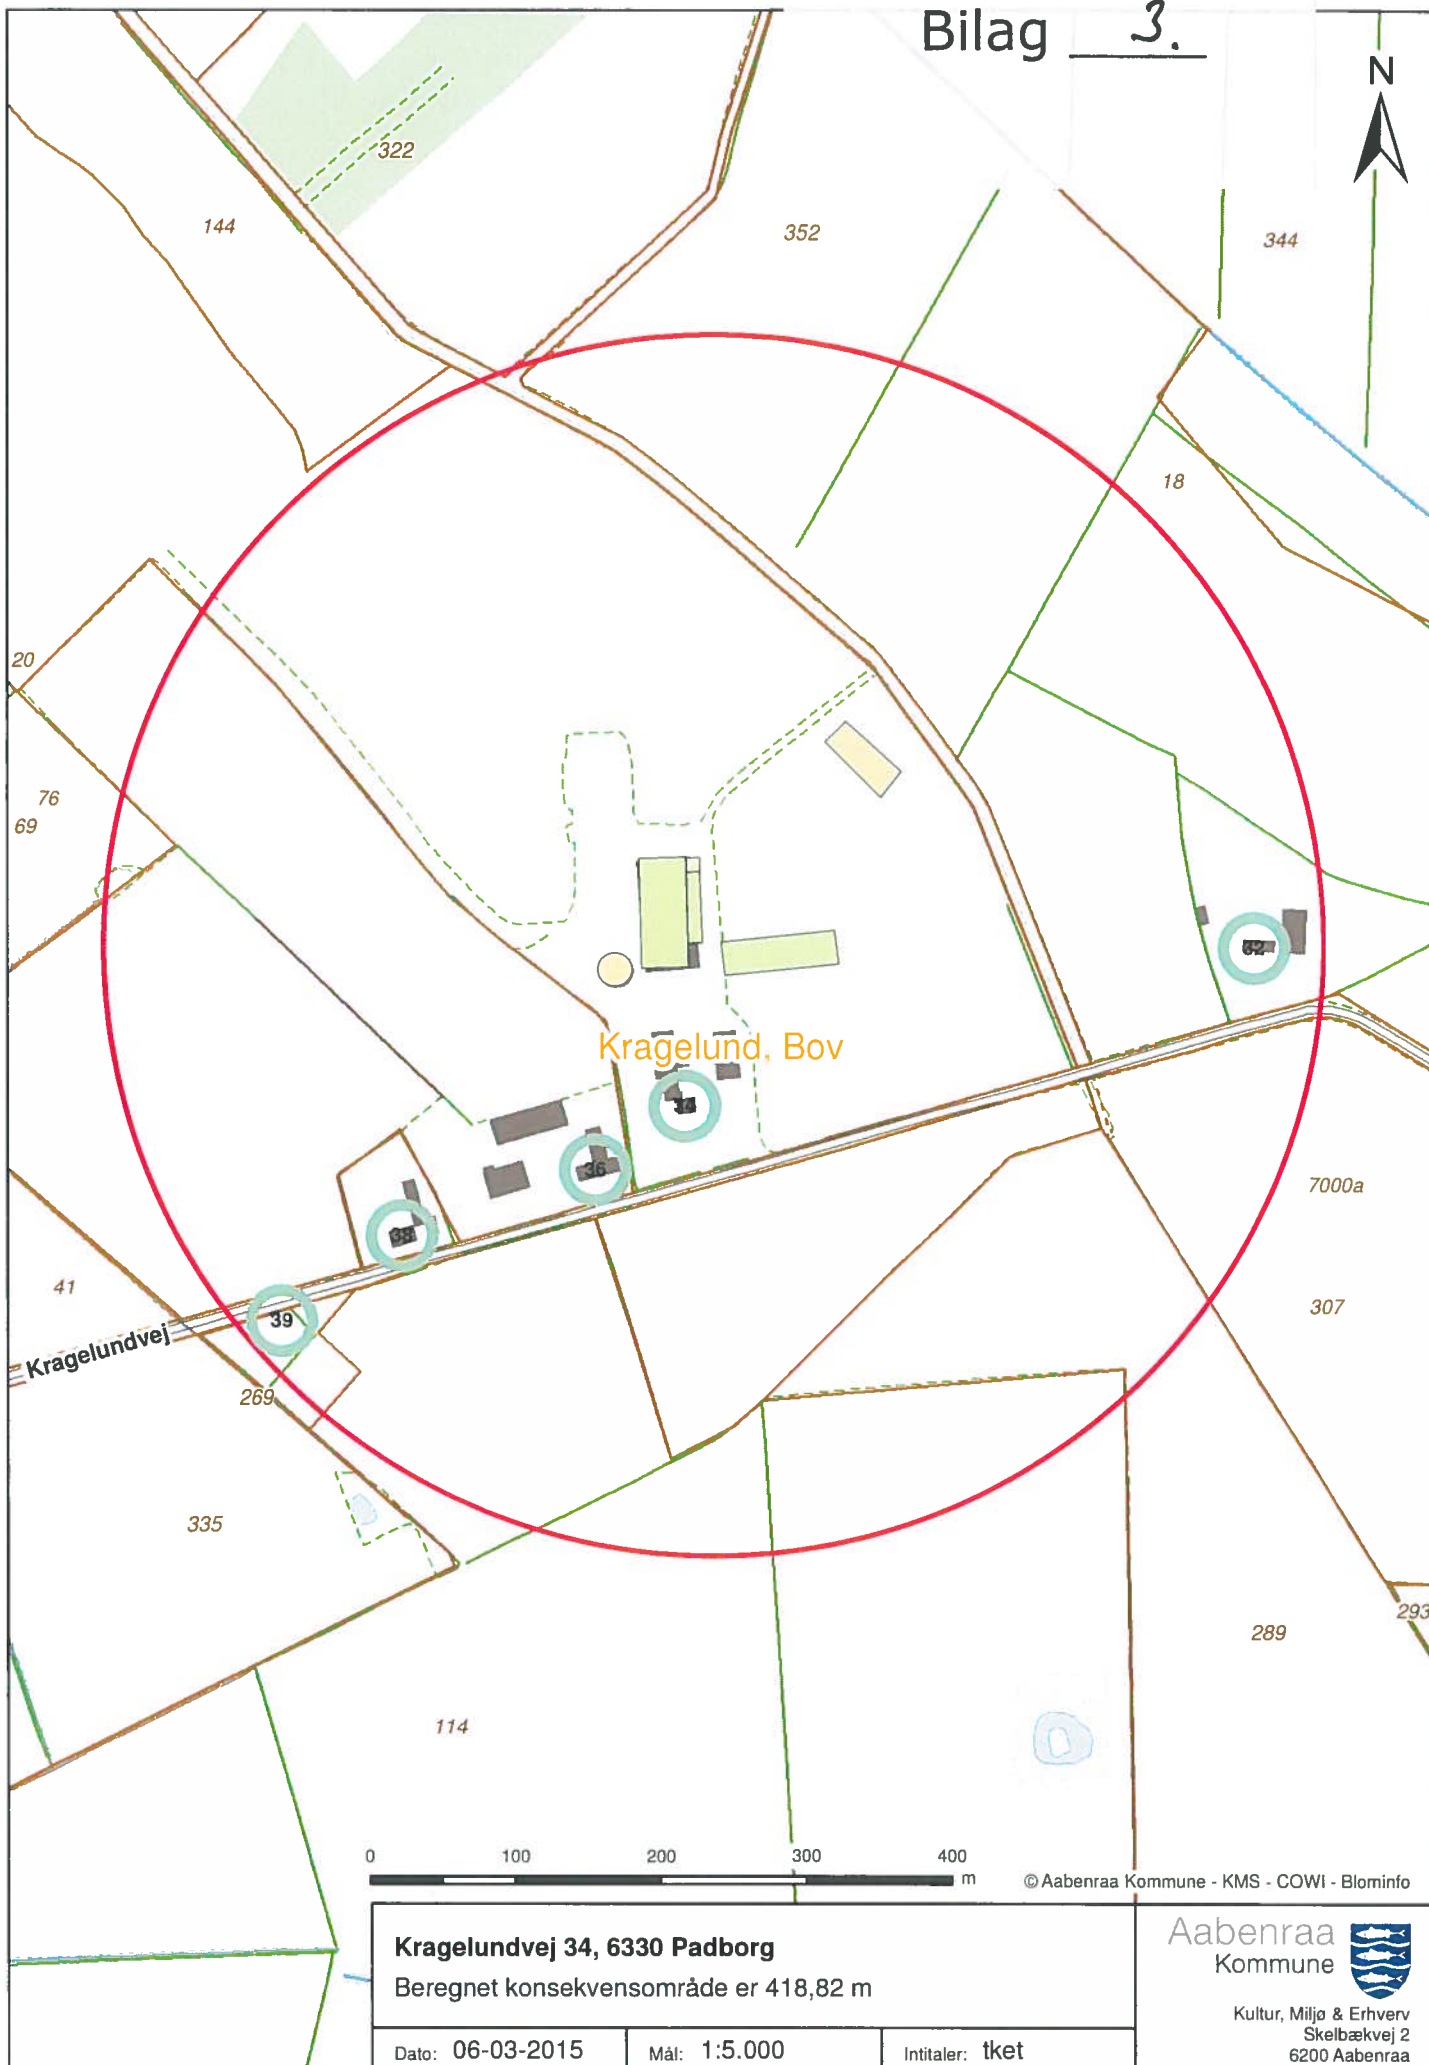 Bilag 3.
N
322
144
352
344
18
20
76
69
32
Kragelund, Bov
34
36
7000a
38
41
307
39
Kragelundvej
269
335
293
289
114
0 100 200 300 400 m
© Aabenraa Kommune - KMS - COWI - Blominfo
Kragelundvej 34, 6330 Padborg
Beregnet konsekvensområde er 418,82 m
Dato: 06-03-2015 Mål: 1:5.000 Intitaler: tket
Aabenraa
Kommune
Kultur, Miljø & Erhverv
Skelbækvej 2
6200 Aabenraa